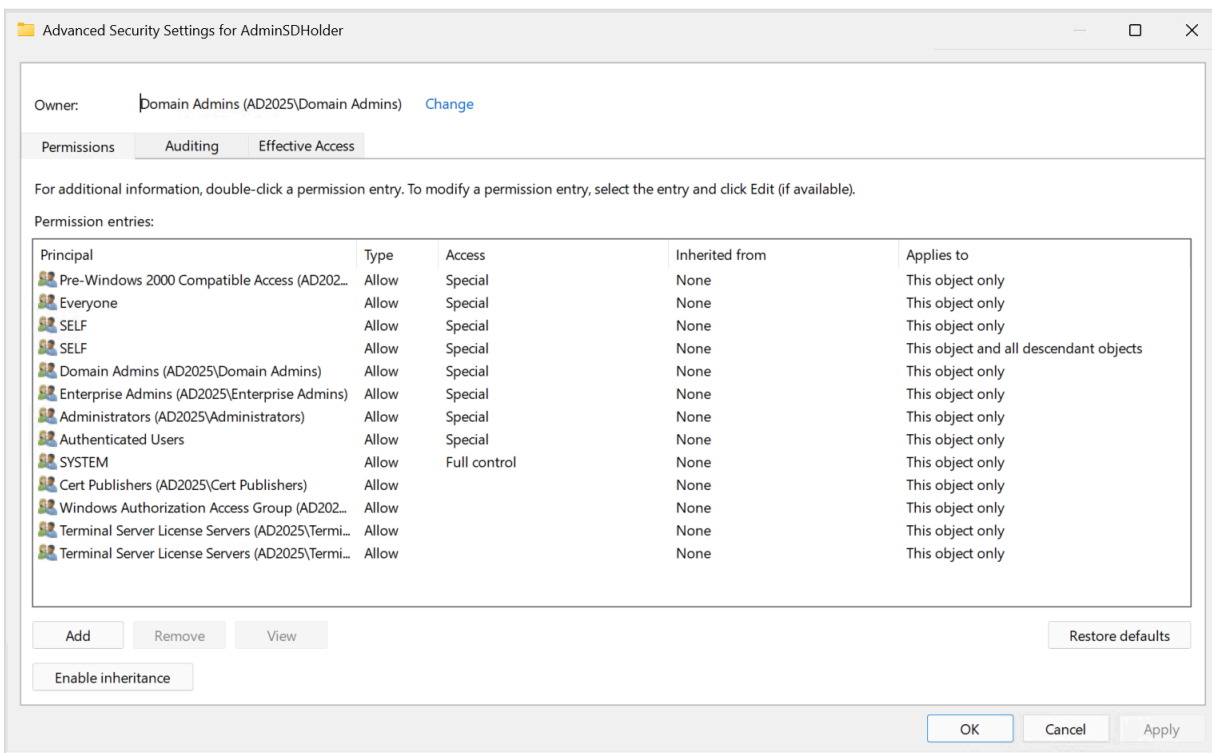 Advanced Security Settings for AdminSDHolder
Owner: Domain Admins (AD2025\Domain Admins) Change
Permissions Auditing Effective Access
For additional information, double-click a permission entry. To modify a permission entry, select the entry and click Edit (if available).
Permission entries:
Principal Type Access Inherited from Applies to
Pre-Windows 2000 Compatible Access (AD202... Allow Special None This object only
Everyone Allow Special None This object only
SELF Allow Special None This object only
SELF Allow Special None This object and all descendant objects
Domain Admins (AD2025\Domain Admins) Allow Special None This object only
Enterprise Admins (AD2025\Enterprise Admins) Allow Special None This object only
Administrators (AD2025\Administrators) Allow Special None This object only
Authenticated Users Allow Special None This object only
SYSTEM Allow Full control None This object only
Cert Publishers (AD2025\Cert Publishers) Allow None This object only
Windows Authorization Access Group (AD202... Allow None This object only
Terminal Server License Servers (AD2025\Termi... Allow None This object only
Terminal Server License Servers (AD2025\Termi... Allow None This object only
Add Remove View Restore defaults
Enable inheritance
OK Cancel Apply